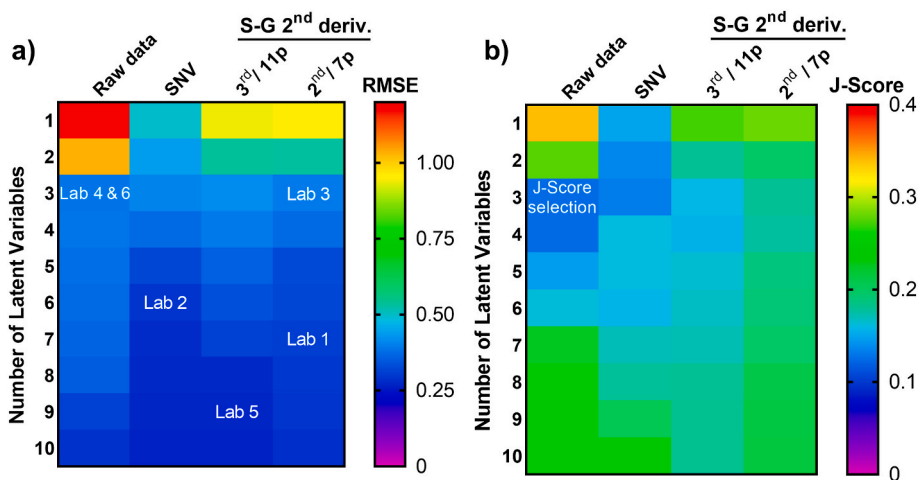 a)
S-G 2nd deriv.
Raw data
SNV
3rd/ 11p
2nd/ 7p
RMSE
Number of Latent Variables
1
2
3
4
5
6
7
8
9
10
Lab 4 & 6
Lab 3
Lab 2
Lab 1
Lab 5
1.00
0.75
0.50
0.25
0
b)
S-G 2nd deriv.
Raw data
SNV
3rd/ 11p
2nd/ 7p
J-Score
Number of Latent Variables
1
2
3
4
5
6
7
8
9
10
J-Score
selection
0.4
0.3
0.2
0.1
0